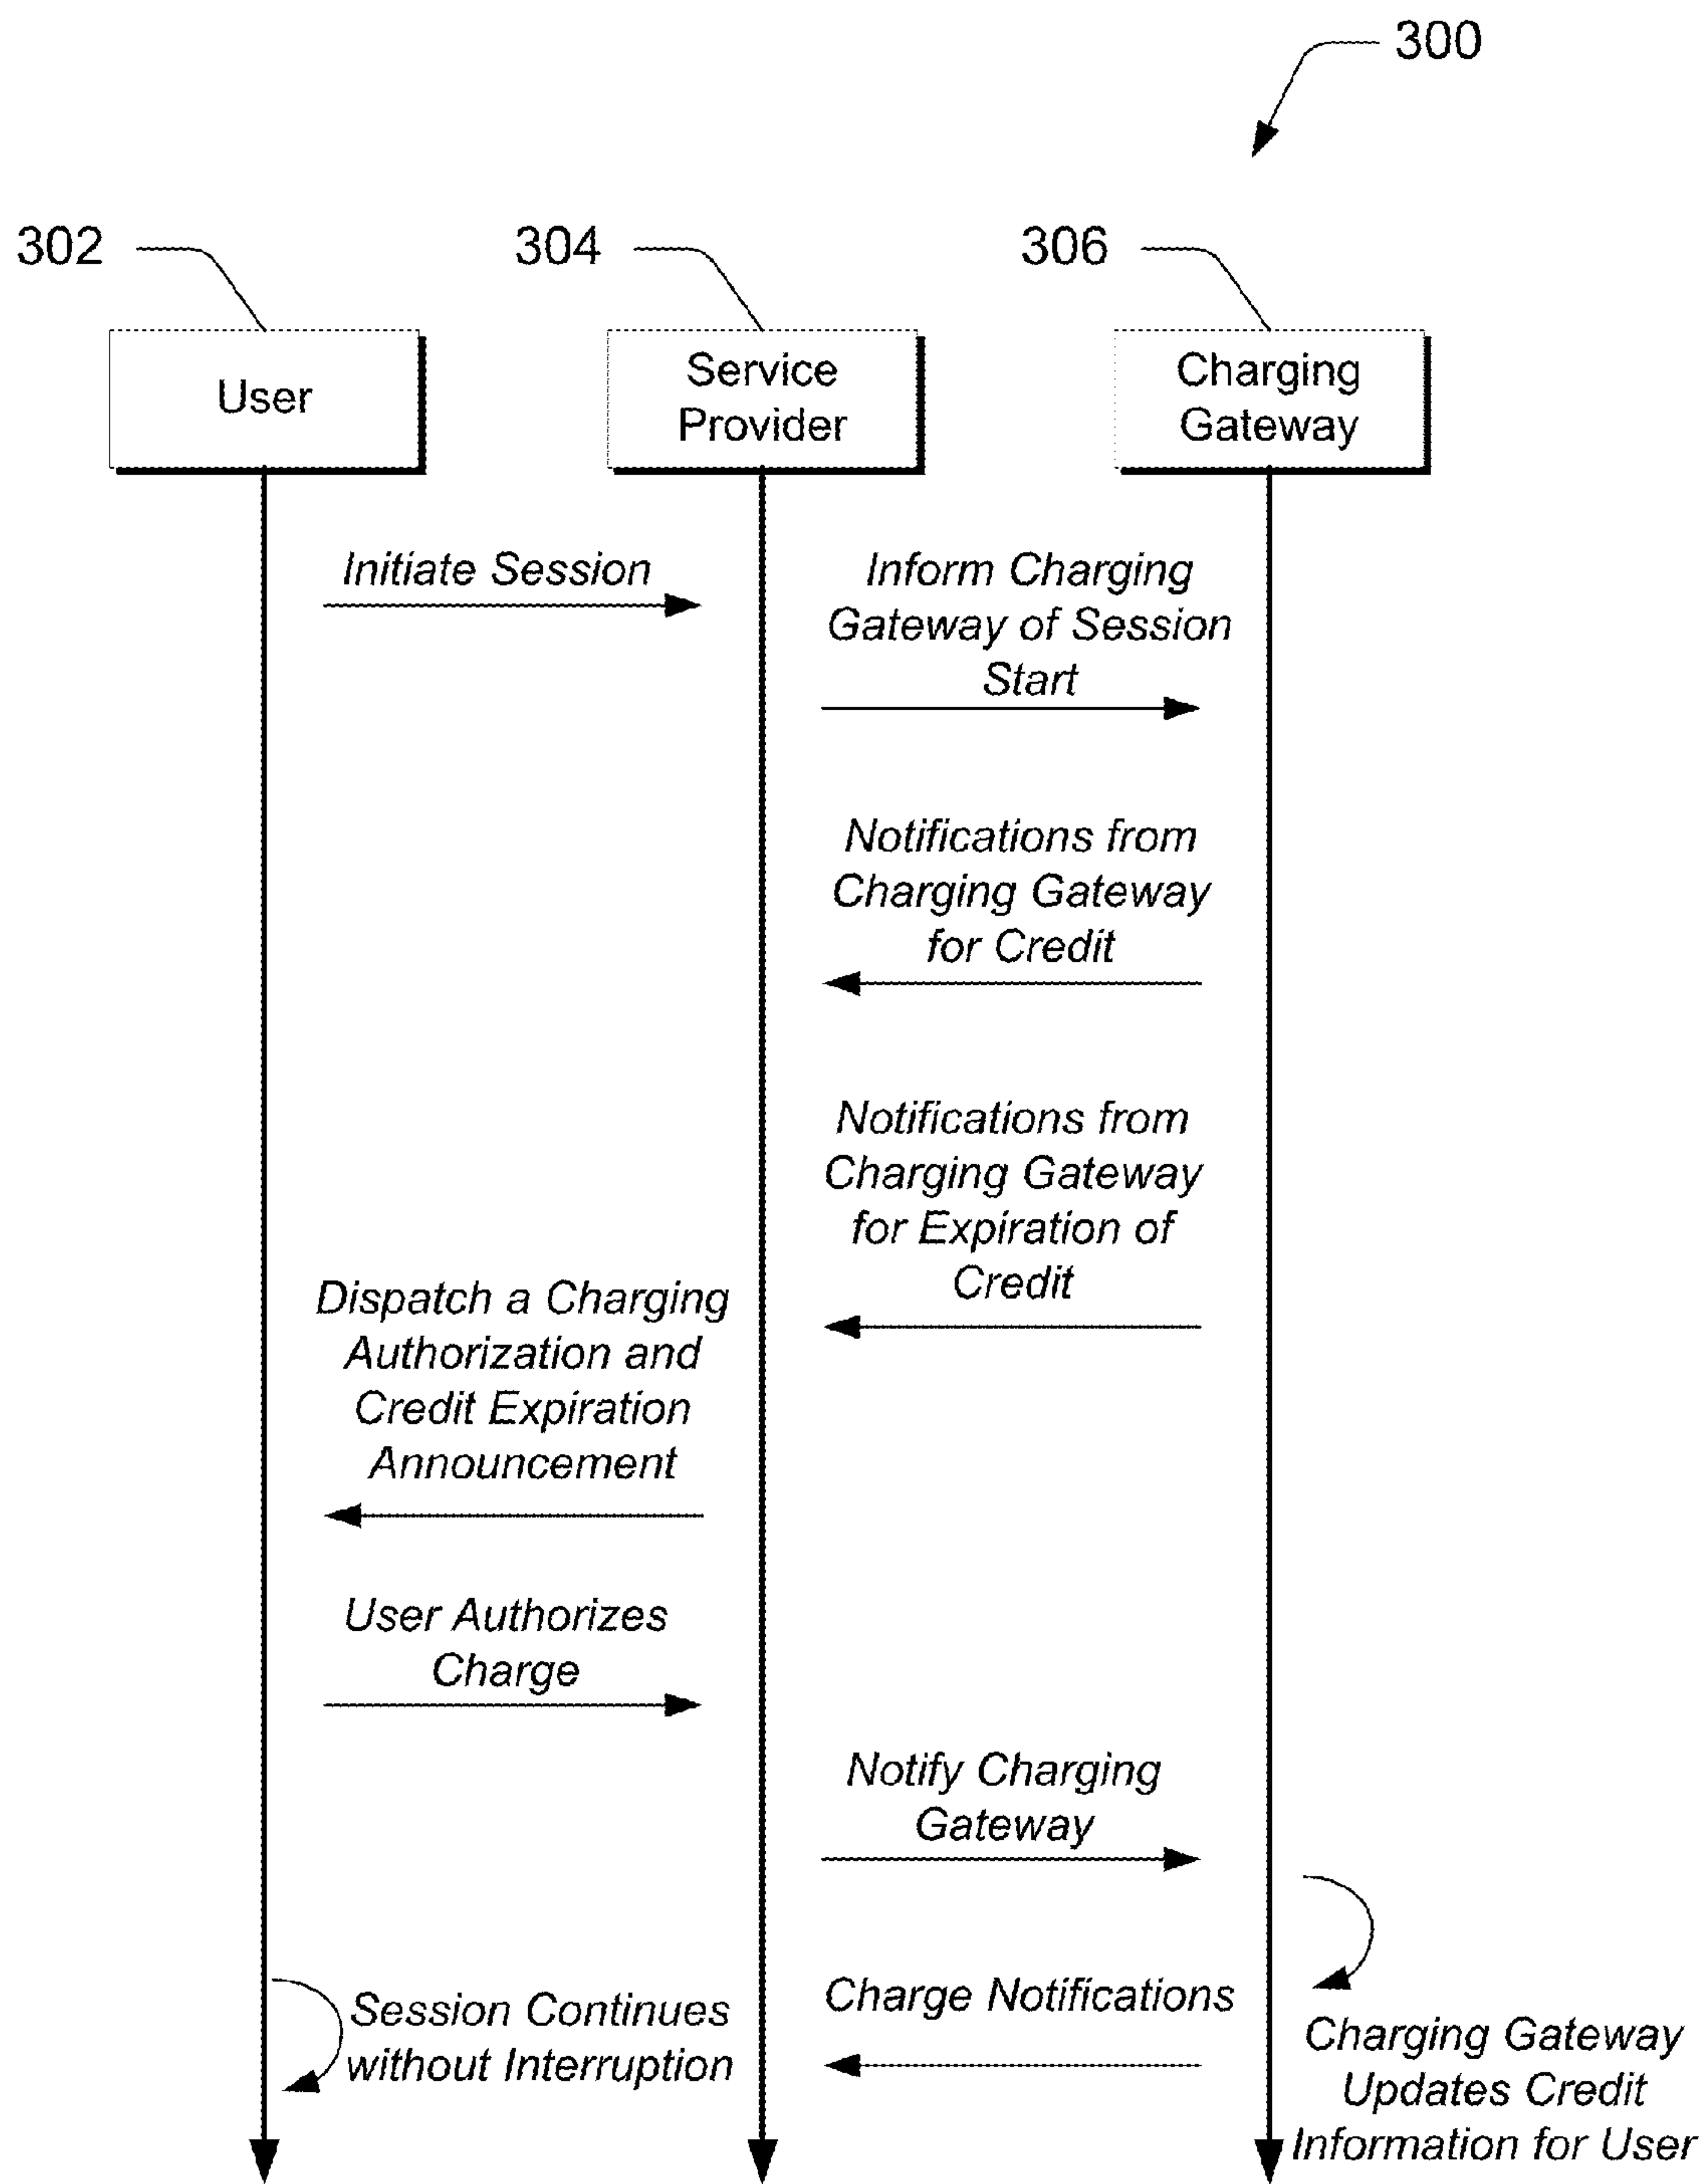 300
302
304
306
User
Service
Provider
Charging
Gateway
Initiate Session
Inform Charging
Gateway of Session
Start
Notifications from
Charging Gateway
for Credit
Notifications from
Charging Gateway
for Expiration of
Credit
Dispatch a Charging
Authorization and
Credit Expiration
Announcement
User Authorizes
Charge
Notify Charging
Gateway
Session Continues
without Interruption
Charge Notifications
Charging Gateway
Updates Credit
Information for User